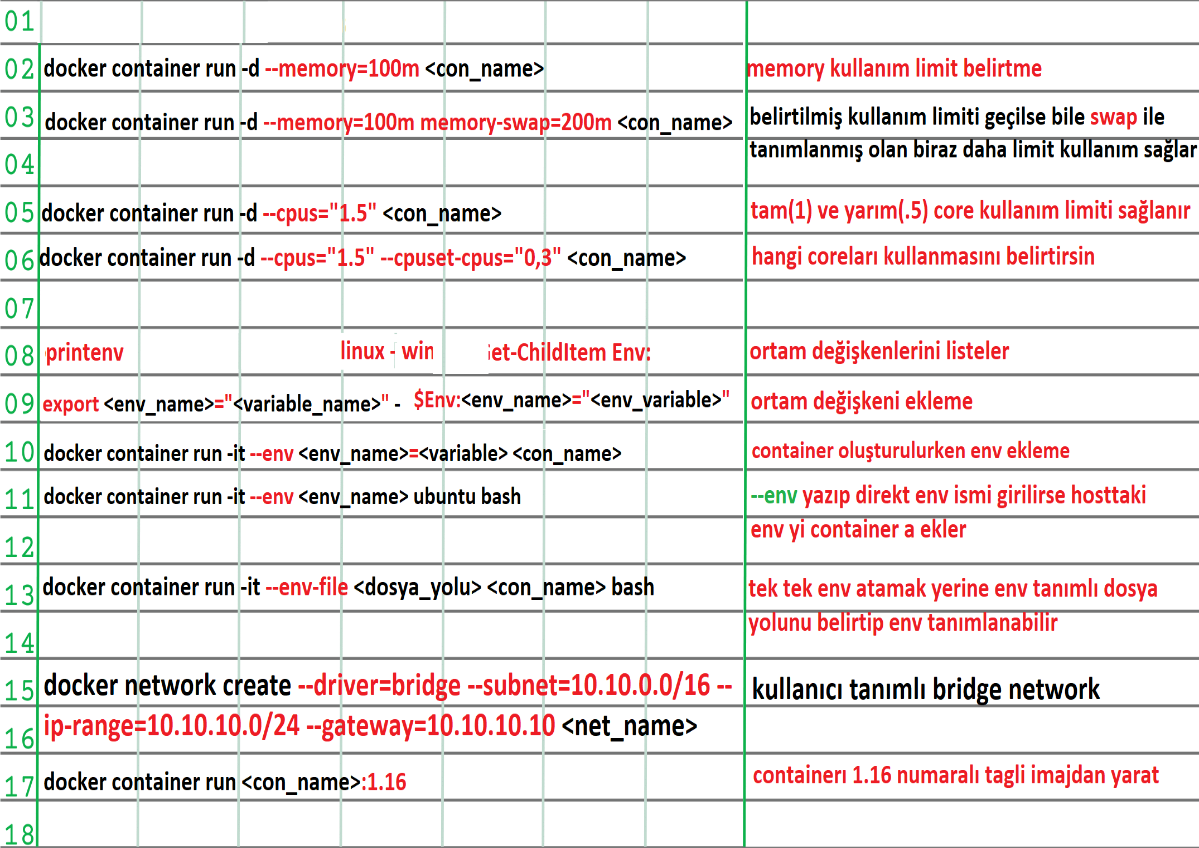 01
02 docker container run -d --memory=100m <con_name> memory kullanım limit belirtme
03 docker container run -d --memory=100m memory-swap=200m <con_name> belirtilmiş kullanım limiti geçilse bile swap ile
04 tanımlanmış olan biraz daha limit kullanım sağlar
05 docker container run -d --cpus="1.5" <con_name> tam(1) ve yarım(.5) core kullanım limiti sağlanır
06 docker container run -d --cpus="1.5" --cpuset-cpus="0,3" <con_name> hangi coreları kullanmasını belirtirsin
07
08 printenv linux - win et-ChildItem Env: ortam değişkenlerini listeler
09 export <env_name>="<variable_name>" - $Env:<env_name>="<env_variable>" ortam değişkeni ekleme
10 docker container run -it --env <env_name>=<variable> <con_name> container oluşturulurken env ekleme
11 docker container run -it --env <env_name> ubuntu bash --env yazıp direkt env ismi girilirse hosttaki
12 env yi container a ekler
13 docker container run -it --env-file <dosya_yolu> <con_name> bash tek tek env atamak yerine env tanımlı dosya
14 yolunu belirtip env tanımlanabilir
15 docker network create --driver=bridge --subnet=10.10.0.0/16 -- kullanıcı tanımlı bridge network
16 ip-range=10.10.10.0/24 --gateway=10.10.10.10 <net_name>
17 docker container run <con_name>:1.16 containerı 1.16 numaralı tagli imajdan yarat
18